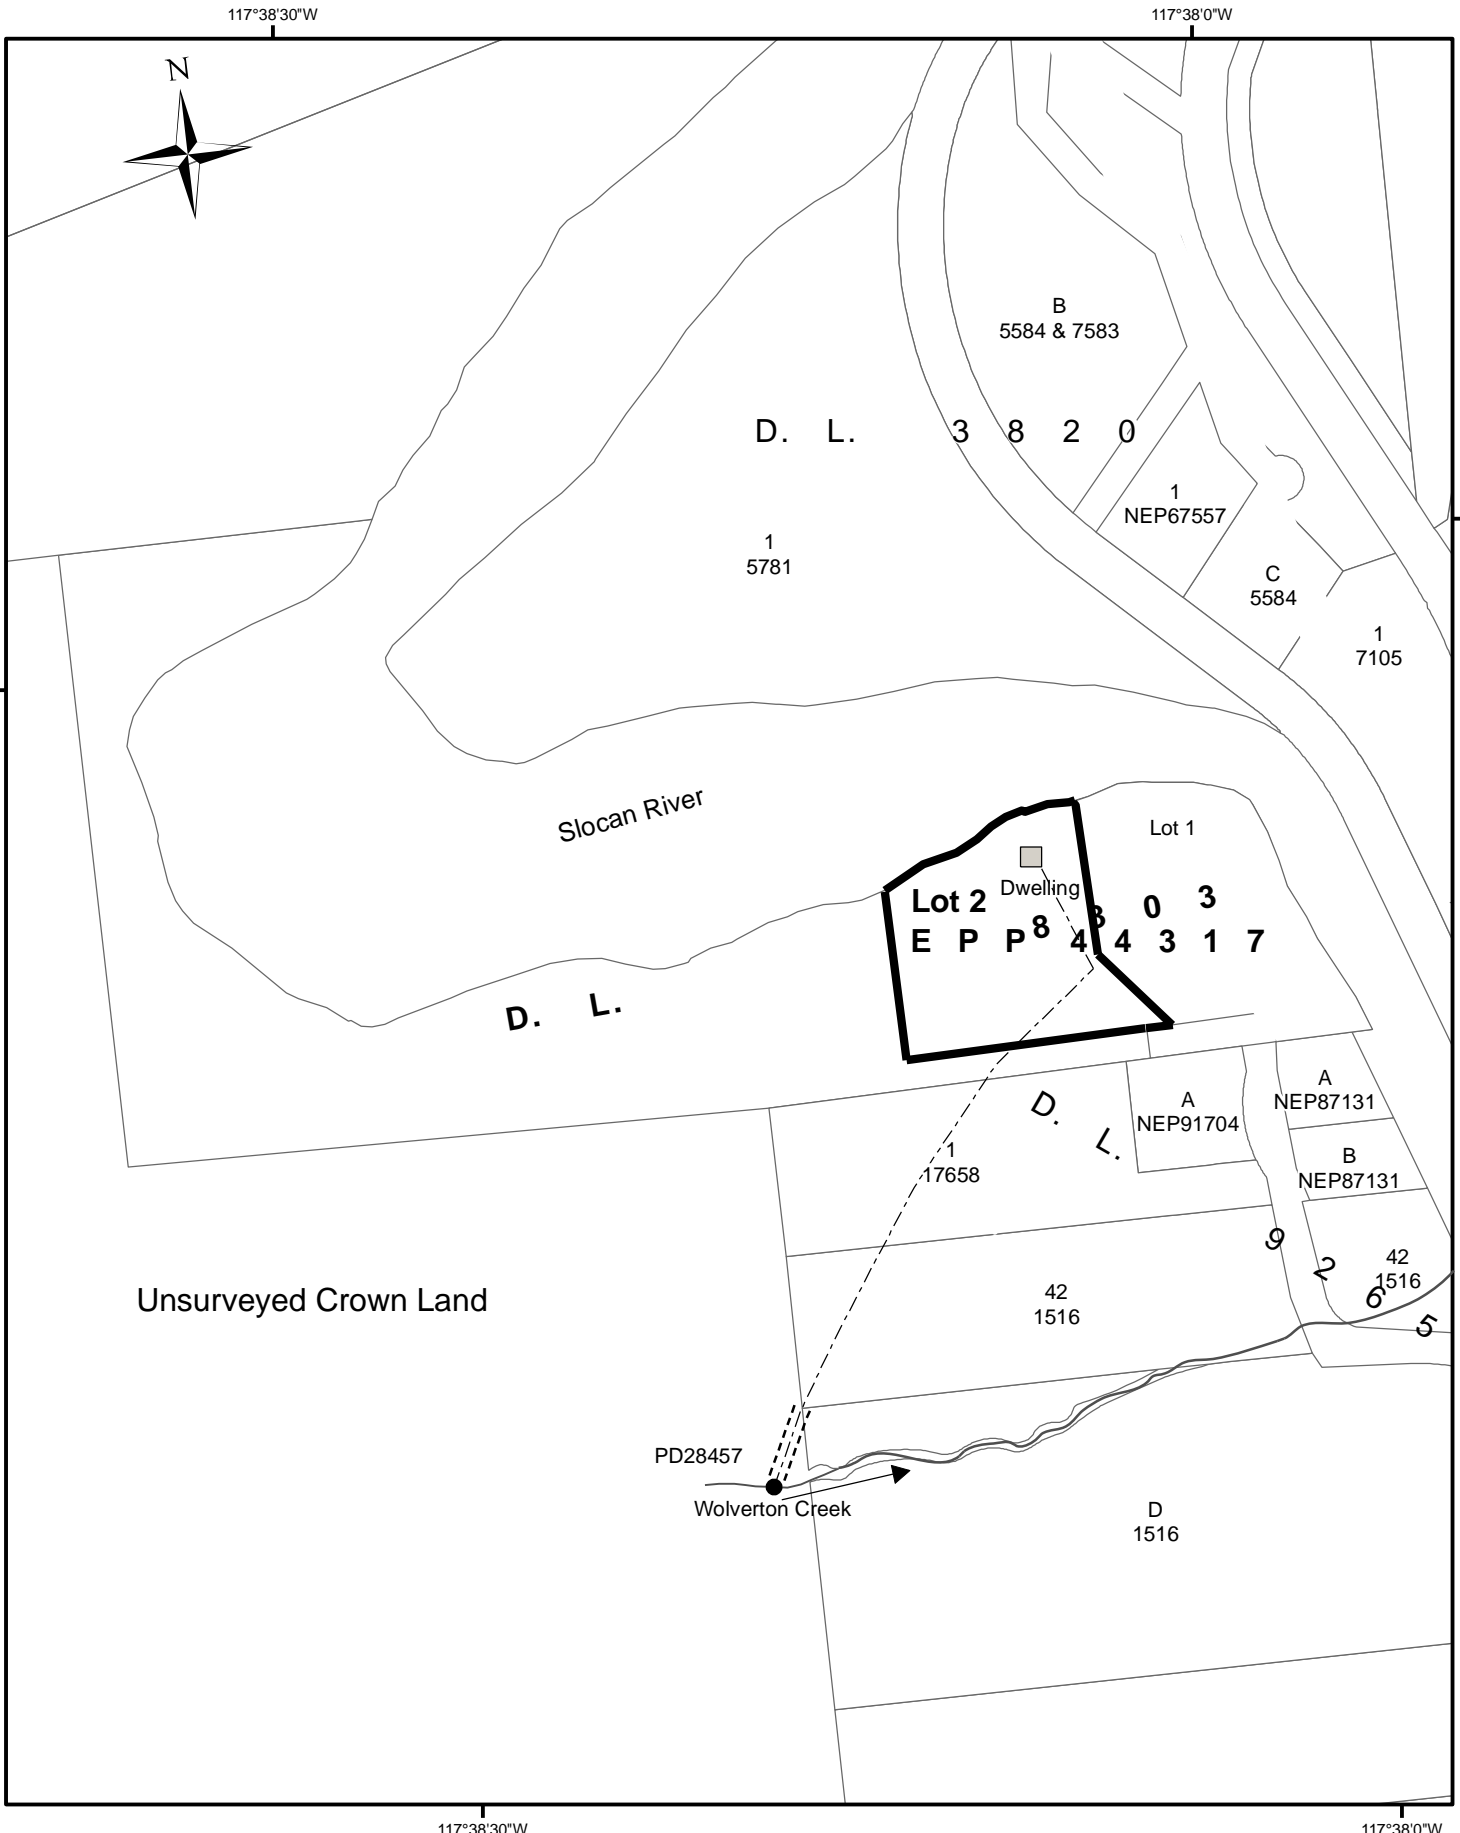 117°38'30"W 117°38'0"W
N
B
5584 & 7583
D. L. 3 8 2 0
1
NEP67557
1
5781
C
5584
1
7105
Slocan River
Lot 1
Dwelling
Lot 2
D. L. 8 3 0 3
E P P 4 4 3 1 7
A
NEP87131
A
NEP91704
D. L. 9 2 6 5
1
17658
B
NEP87131
42
1516
42
1516
Unsurveyed Crown Land
PD28457
Wolverton Creek
D
1516
117°38'30"W 117°38'0"W